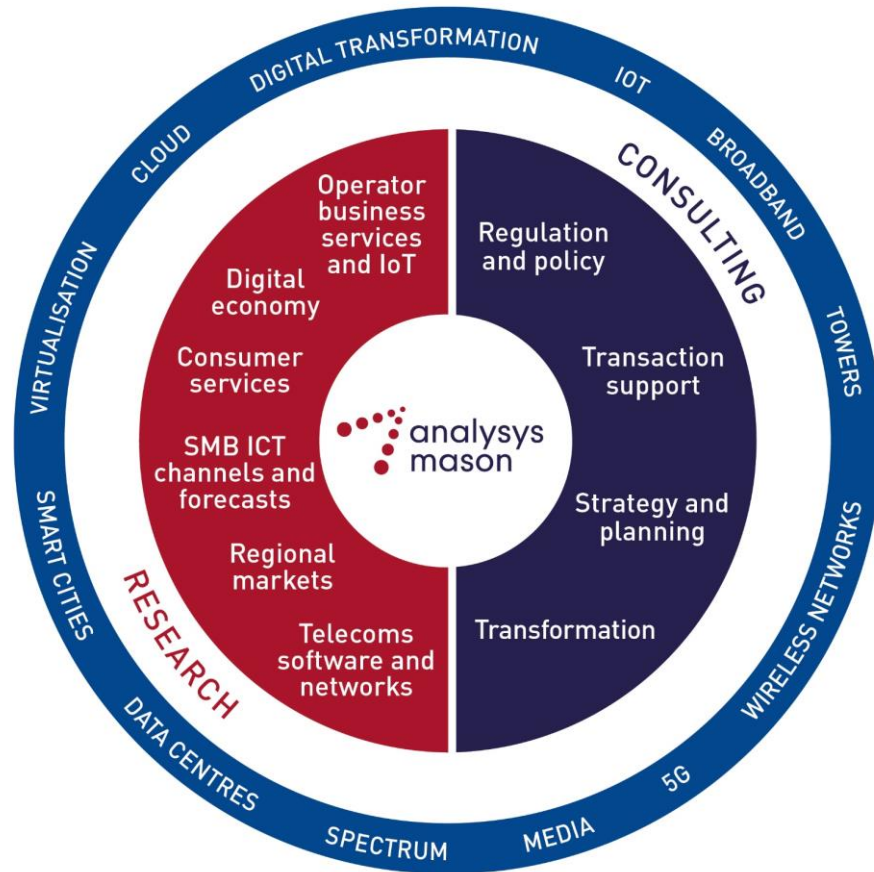 DIGITAL TRANSFORMATION
IOT
BROADBAND
TOWERS
WIRELESS NETWORKS
5G
MEDIA
SPECTRUM
DATA CENTRES
SMART CITIES
VIRTUALISATION
CLOUD
RESEARCH
Operator
business
services
and IoT
Digital
economy
Consumer
services
SMB ICT
channels and
forecasts
Regional
markets
Telecoms
software and
networks
analysys
mason
CONSULTING
Regulation
and policy
Transaction
support
Strategy and
planning
Transformation